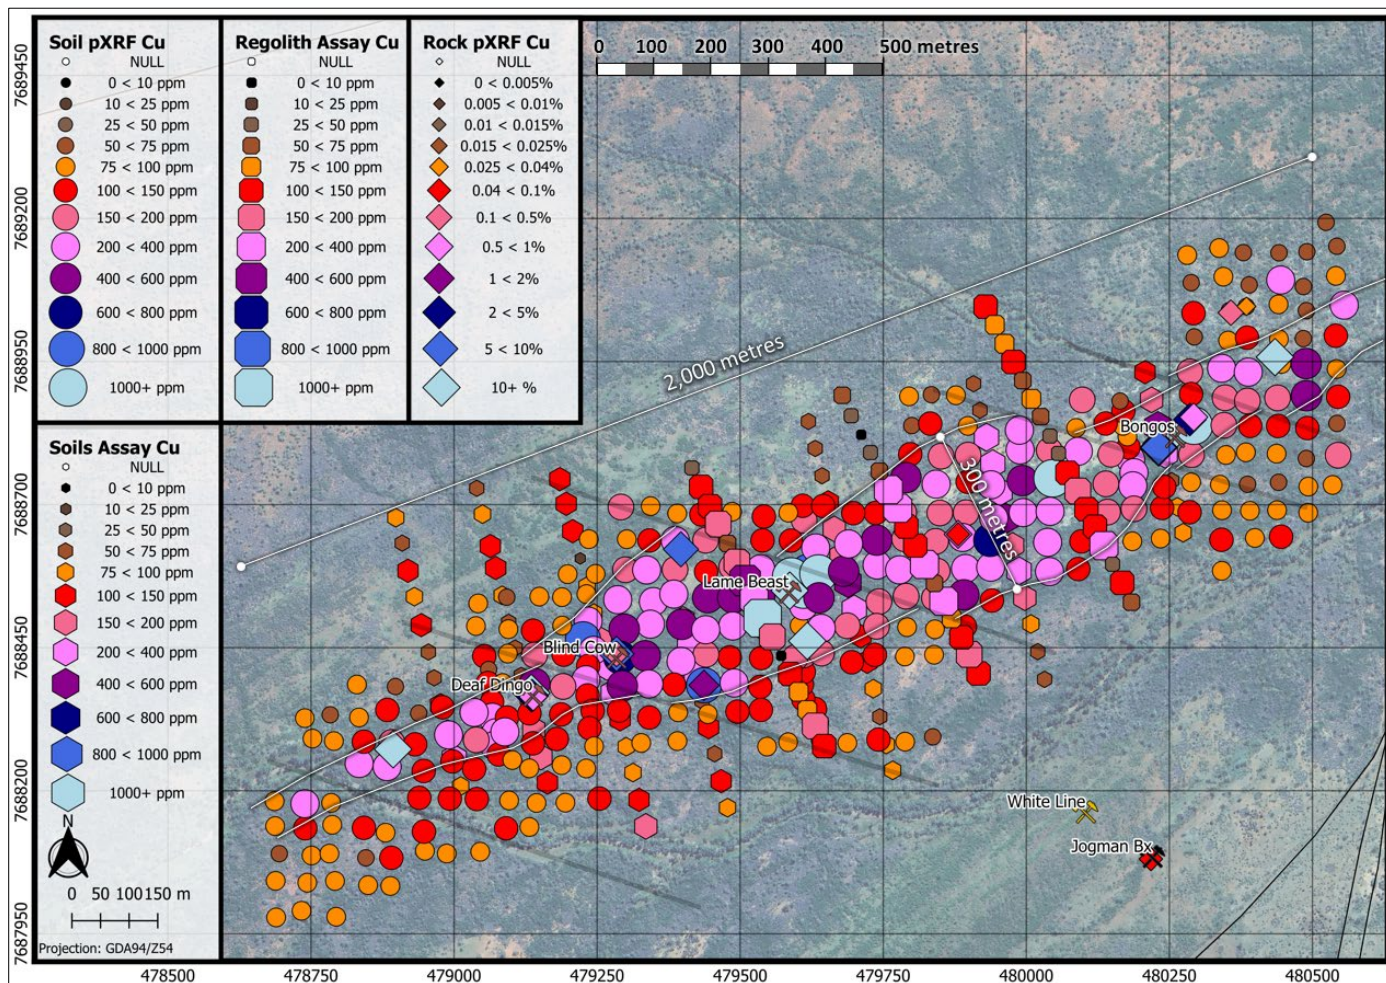 Soil pXRF Cu
NULL
0 < 10 ppm
10 < 25 ppm
25 < 50 ppm
50 < 75 ppm
75 < 100 ppm
100 < 150 ppm
150 < 200 ppm
200 < 400 ppm
400 < 600 ppm
600 < 800 ppm
800 < 1000 ppm
1000+ ppm
Regolith Assay Cu
NULL
0 < 10 ppm
10 < 25 ppm
25 < 50 ppm
50 < 75 ppm
75 < 100 ppm
100 < 150 ppm
150 < 200 ppm
200 < 400 ppm
400 < 600 ppm
600 < 800 ppm
800 < 1000 ppm
1000+ ppm
Rock pXRF Cu
NULL
0 < 0.005%
0.005 < 0.01%
0.01 < 0.015%
0.015 < 0.025%
0.025 < 0.04%
0.04 < 0.1%
0.1 < 0.5%
0.5 < 1%
1 < 2%
2 < 5%
5 < 10%
10+ %
Soils Assay Cu
NULL
0 < 10 ppm
10 < 25 ppm
25 < 50 ppm
50 < 75 ppm
75 < 100 ppm
100 < 150 ppm
150 < 200 ppm
200 < 400 ppm
400 < 600 ppm
600 < 800 ppm
800 < 1000 ppm
1000+ ppm
N
0 50 100 150 m
Projection: GDA94/Z54
0 100 200 300 400 500 metres
2,000 metres
300 metres
Bongos
Lame Beast
Blind Cow
Deaf Dingo
White Line
Jogman Bx
7689450
7689200
7688950
7688700
7688450
7688200
7687950
478500 478750 479000 479250 479500 479750 480000 480250 480500